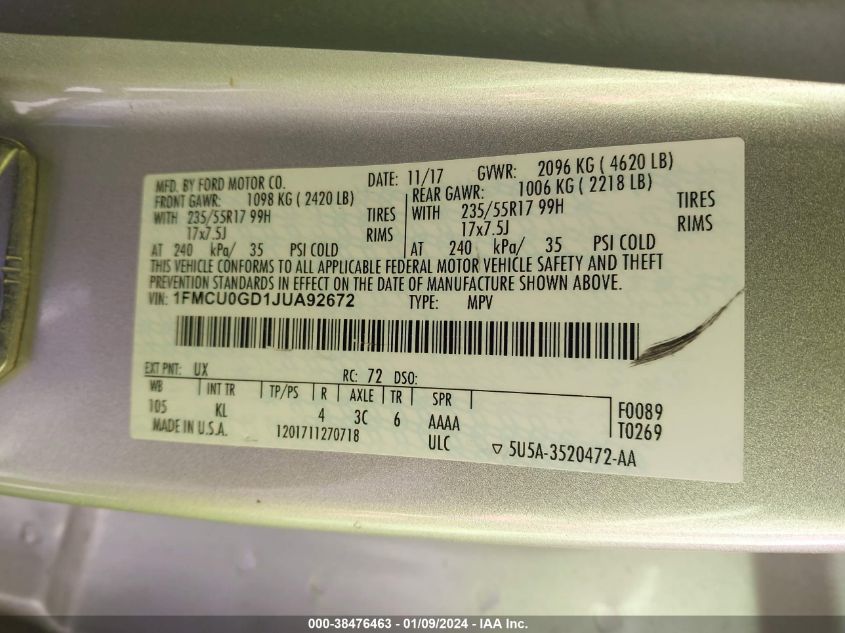 MFD. BY FORD MOTOR CO. DATE: 11/17 GVWR: 2096 KG ( 4620 LB)
FRONT GAWR: 1098 KG ( 2420 LB) REAR GAWR: 1006 KG ( 2218 LB)
WITH 235/55R17 99H TIRES WITH 235/55R17 99H TIRES
17x7.5J RIMS 17x7.5J RIMS
AT 240 kPa/ 35 PSI COLD AT 240 kPa/ 35 PSI COLD
THIS VEHICLE CONFORMS TO ALL APPLICABLE FEDERAL MOTOR VEHICLE SAFETY AND THEFT
PREVENTION STANDARDS IN EFFECT ON THE DATE OF MANUFACTURE SHOWN ABOVE.
VIN: 1FMCU0GD1JUA92672 TYPE: MPV
EXT PNT: UX RC: 72 DSO:
WB INT TR TP/PS R AXLE TR SPR
105 KL 4 3C 6 AAAA F0089
MADE IN U.S.A. 1201711270718 ULC T0269
5U5A-3520472-AA
000-38476463 - 01/09/2024 - IAA Inc.